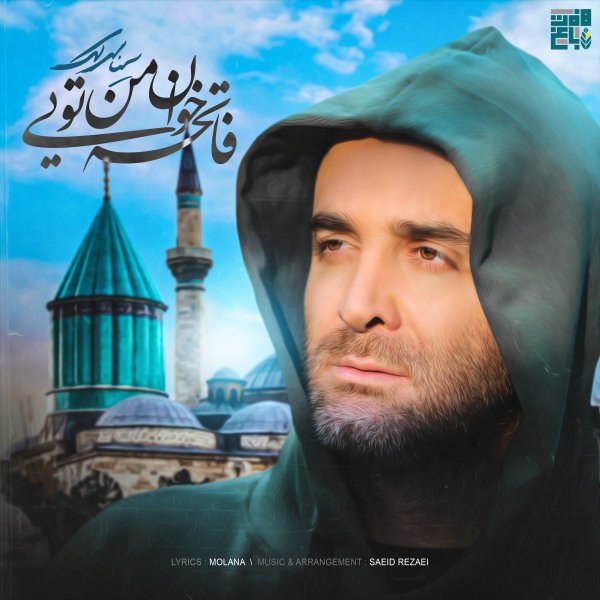 سینا سرلک
فاتحه خوان من تویی
LYRICS : MOLANA \ MUSIC & ARRANGEMENT : SAEID REZAEI